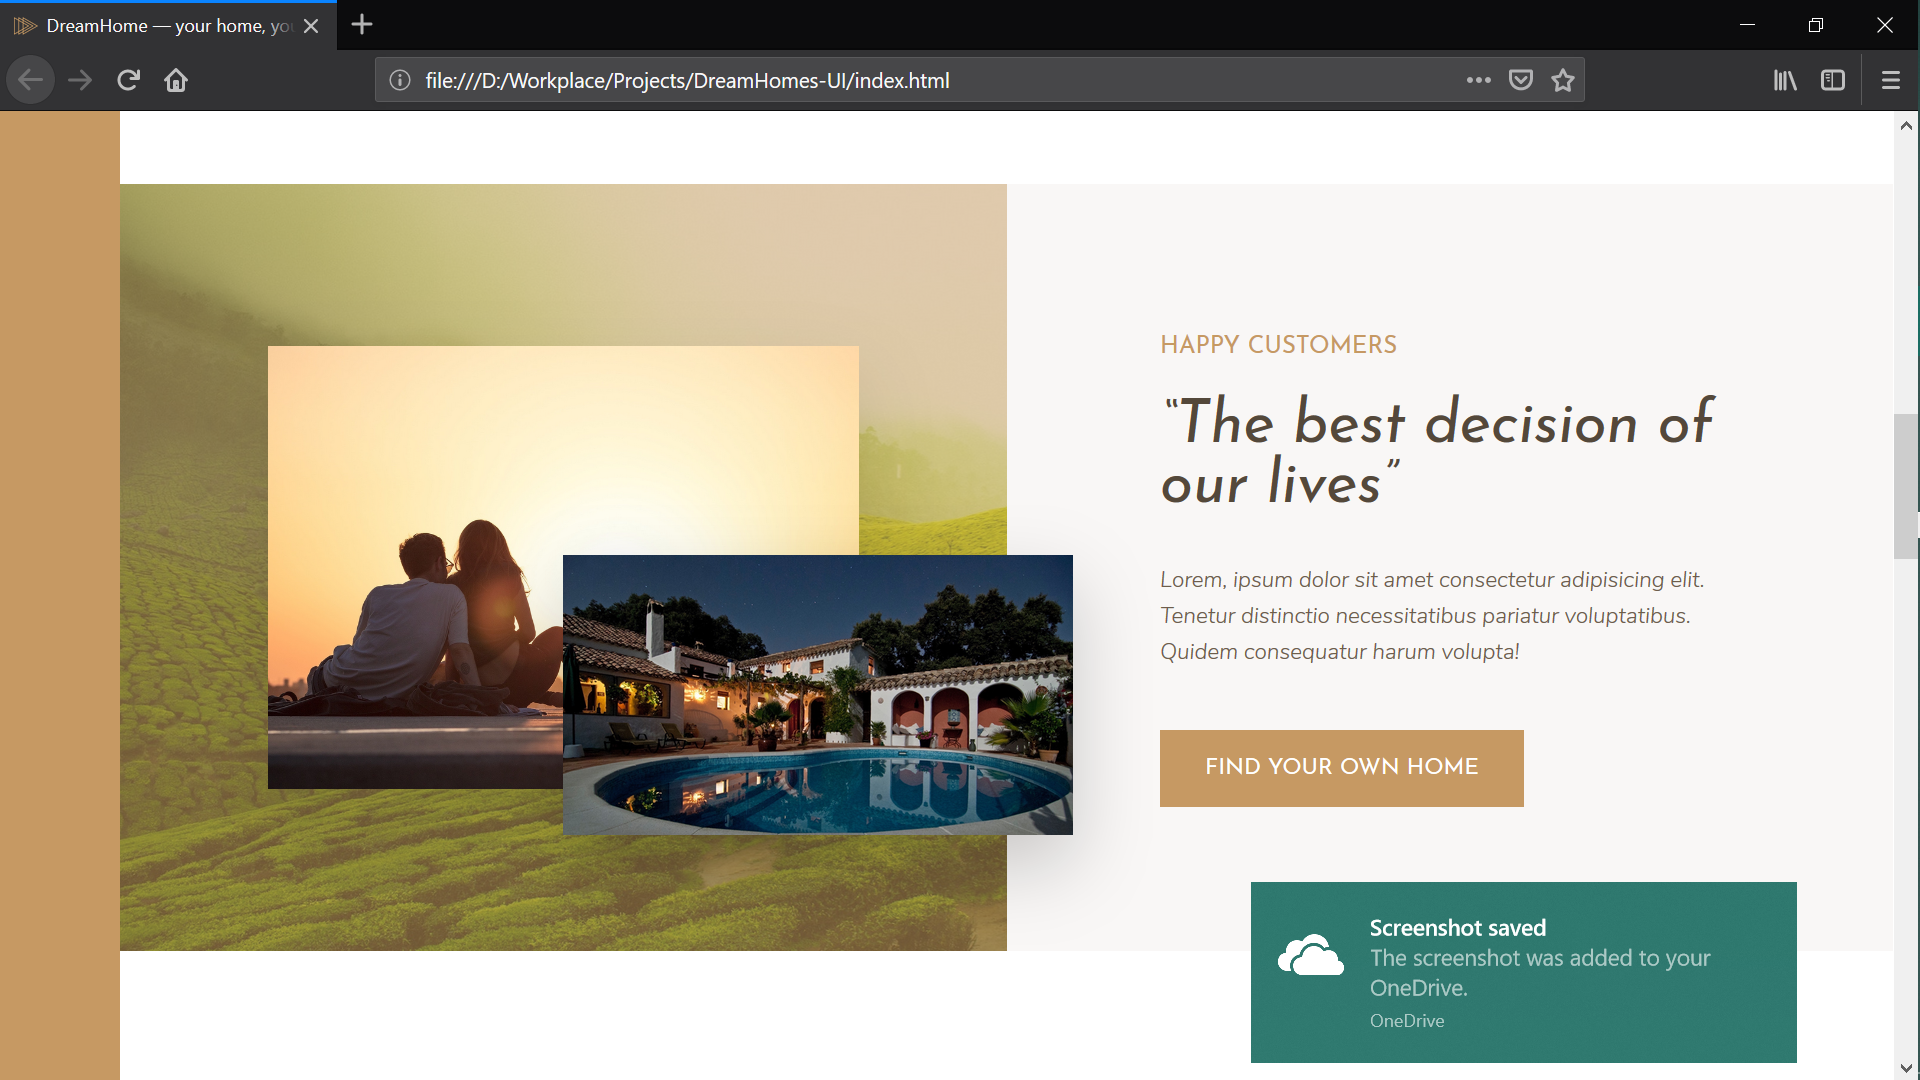 DreamHome — your home, yo
file:///D:/Workplace/Projects/DreamHomes-UI/index.html
HAPPY CUSTOMERS
“The best decision of
our lives”
Lorem, ipsum dolor sit amet consectetur adipisicing elit.
Tenetur distinctio necessitatibus pariatur voluptatibus.
Quidem consequatur harum volupta!
FIND YOUR OWN HOME
Screenshot saved
The screenshot was added to your
OneDrive.
OneDrive